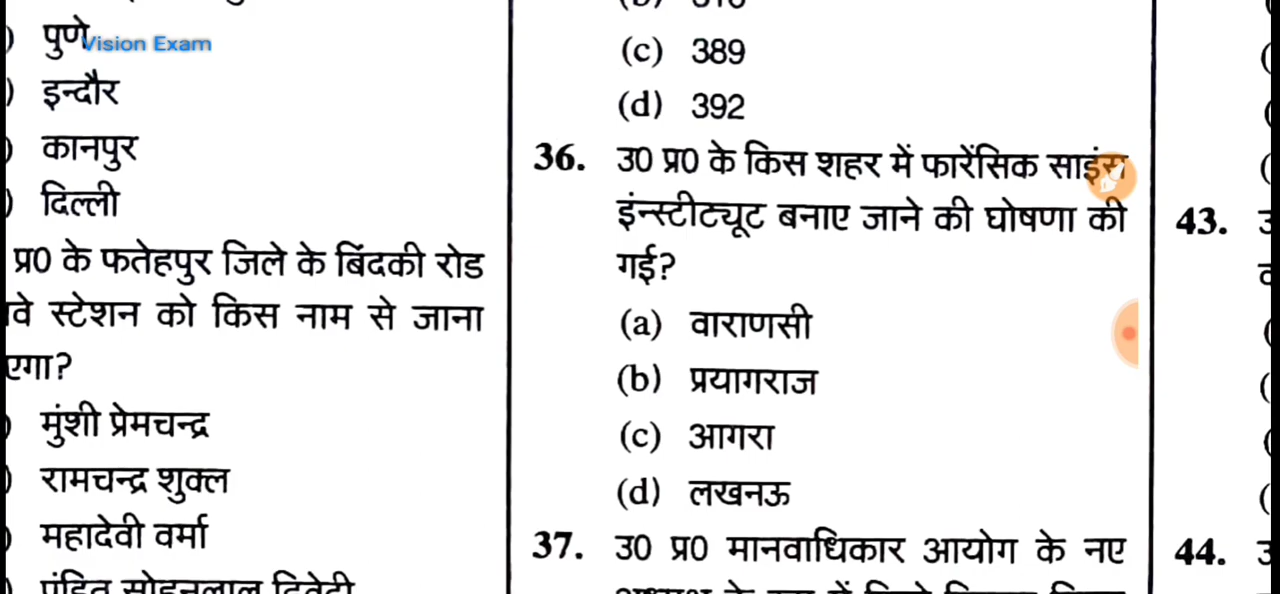 पुणे
Vision Exam
इन्दौर
कानपुर
दिल्ली
प्र0 के फतेहपुर जिले के बिंदकी रोड
वे स्टेशन को किस नाम से जाना
एगा?
मुंशी प्रेमचन्द्र
रामचन्द्र शुक्ल
महादेवी वर्मा
पंडित सोहनलाल द्विवेदी
(c) 389
(d) 392
36. उ0 प्र0 के किस शहर में फारेंसिक साइंस
इंन्स्टीट्यूट बनाए जाने की घोषणा की
गई?
(a) वाराणसी
(b) प्रयागराज
(c) आगरा
(d) लखनऊ
37. उ0 प्र0 मानवाधिकार आयोग के नए
43.
44.